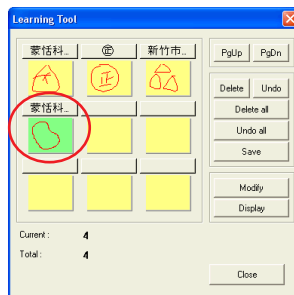 Learning Tool
蒙恬科... ㊣ 新竹市...
PgUp PgDn
正
Delete Undo
Delete all
蒙恬科...
Undo all
Save
Modify
Display
Current : 4
Total : 4
Close